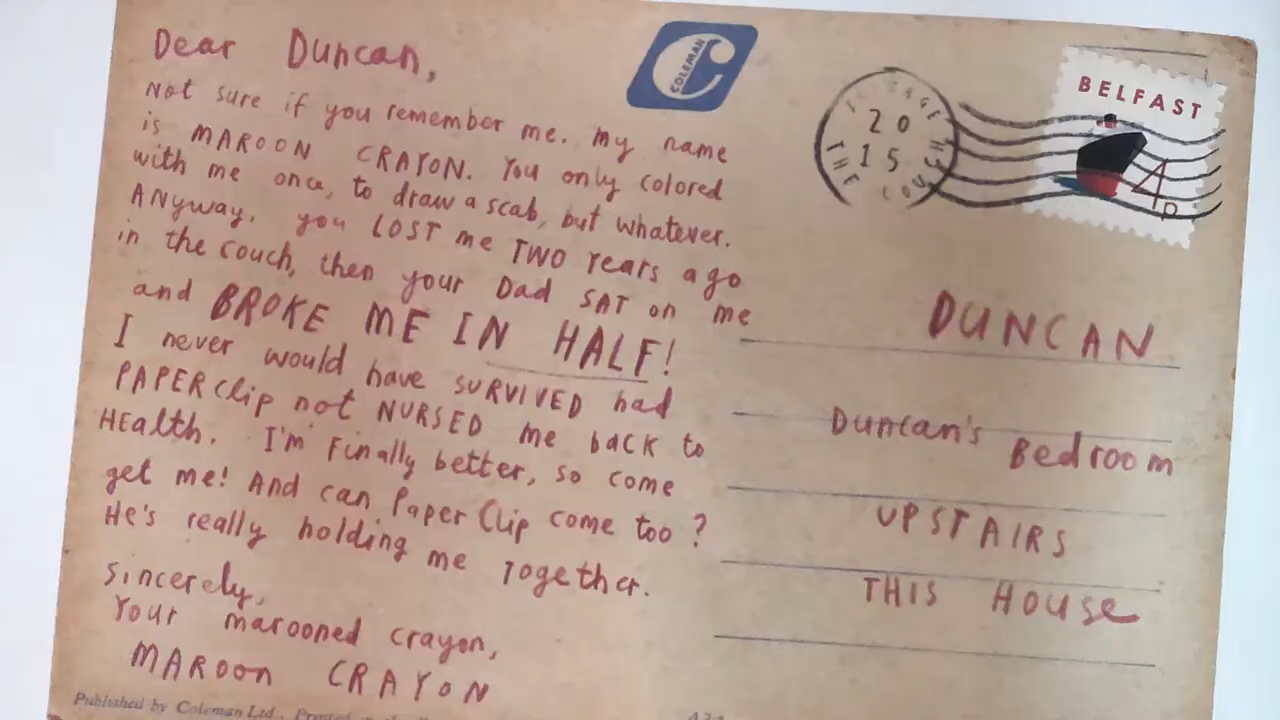 Dear Duncan,
Not sure if you remember me. My name
is MAROON CRAYON. You only colored
with me once, to draw a scab, but whatever.
ANyway, you LOST me TWO Years ago
in the couch, then your Dad SAT on me
and BROKE ME IN HALF!
I never would have SURVIVED had
PAPERClip not NURSED me bACK to
HEalth. I'm Finally better, so come
get me! And can Paper Clip come too?
He's really holding me Together.
Sincerely,
Your marooned crayon,
MARooN CRAYoN
Published by Coleman Ltd.,
COLEMAN
20
15
THE
BELFAST
4p
DUNCAN
Duncan's Bedroom
UPSTAIRS
THIS HOUSe